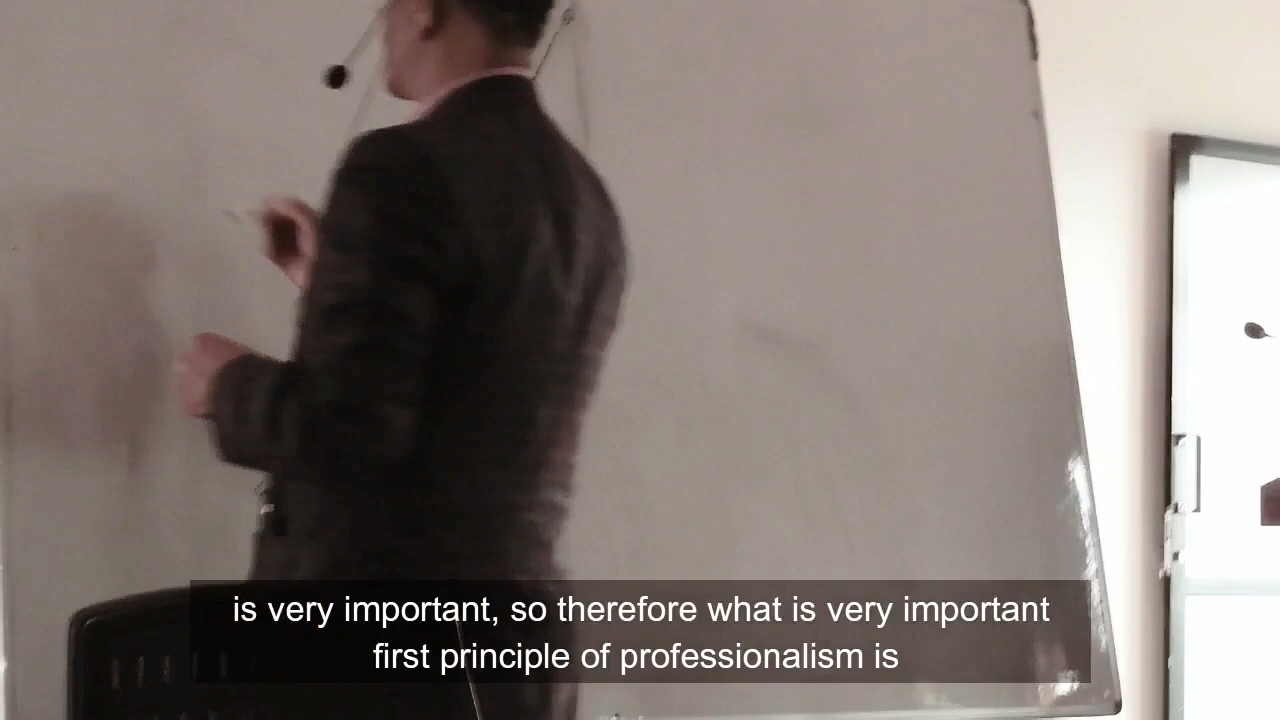 is very important, so therefore what is very important
first principle of professionalism is